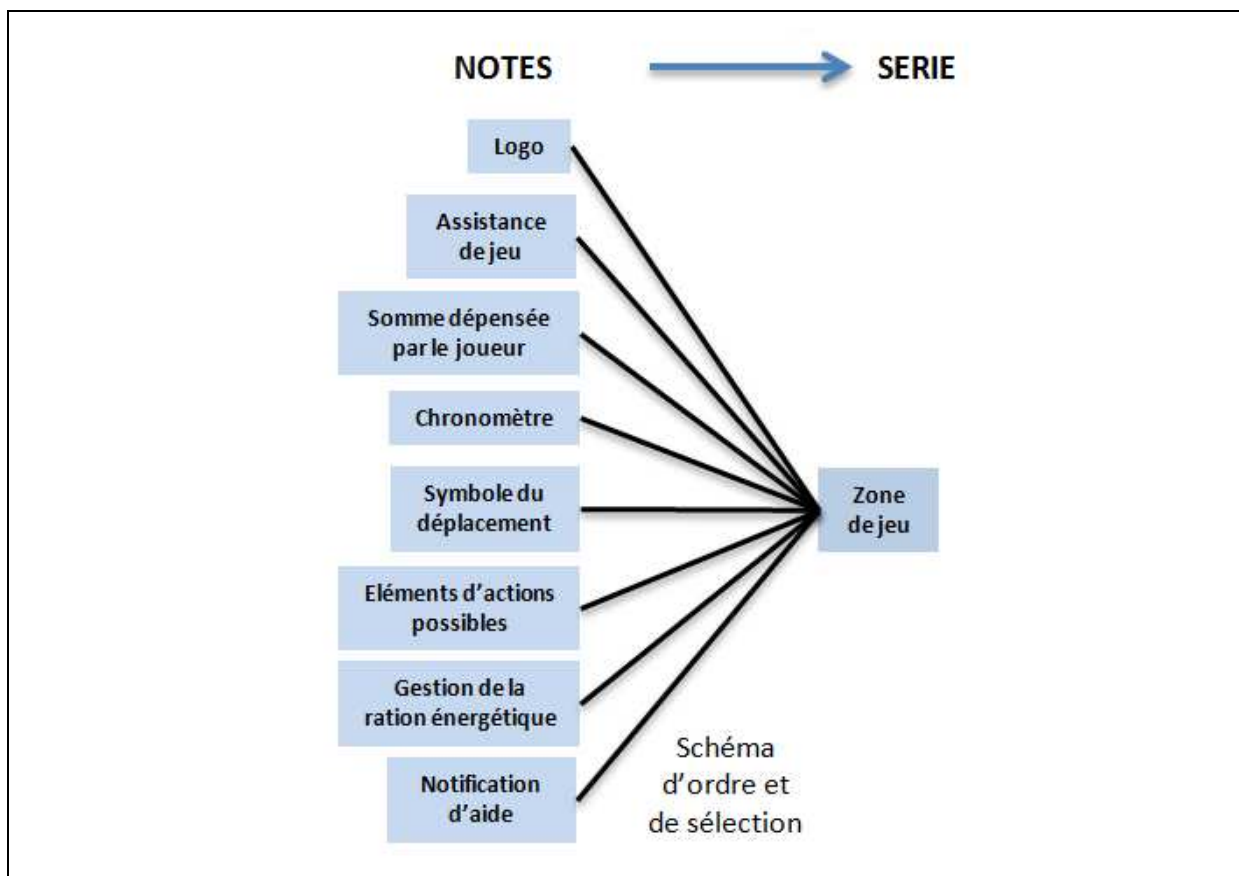 NOTES
SERIE
Logo
Assistance
de jeu
Somme dépensée
par le joueur
Chronomètre
Symbole du
déplacement
Eléments d'actions
possibles
Gestion de la
ration énergétique
Notification
d'aide
Zone
de jeu
Schéma
d'ordre et
de sélection